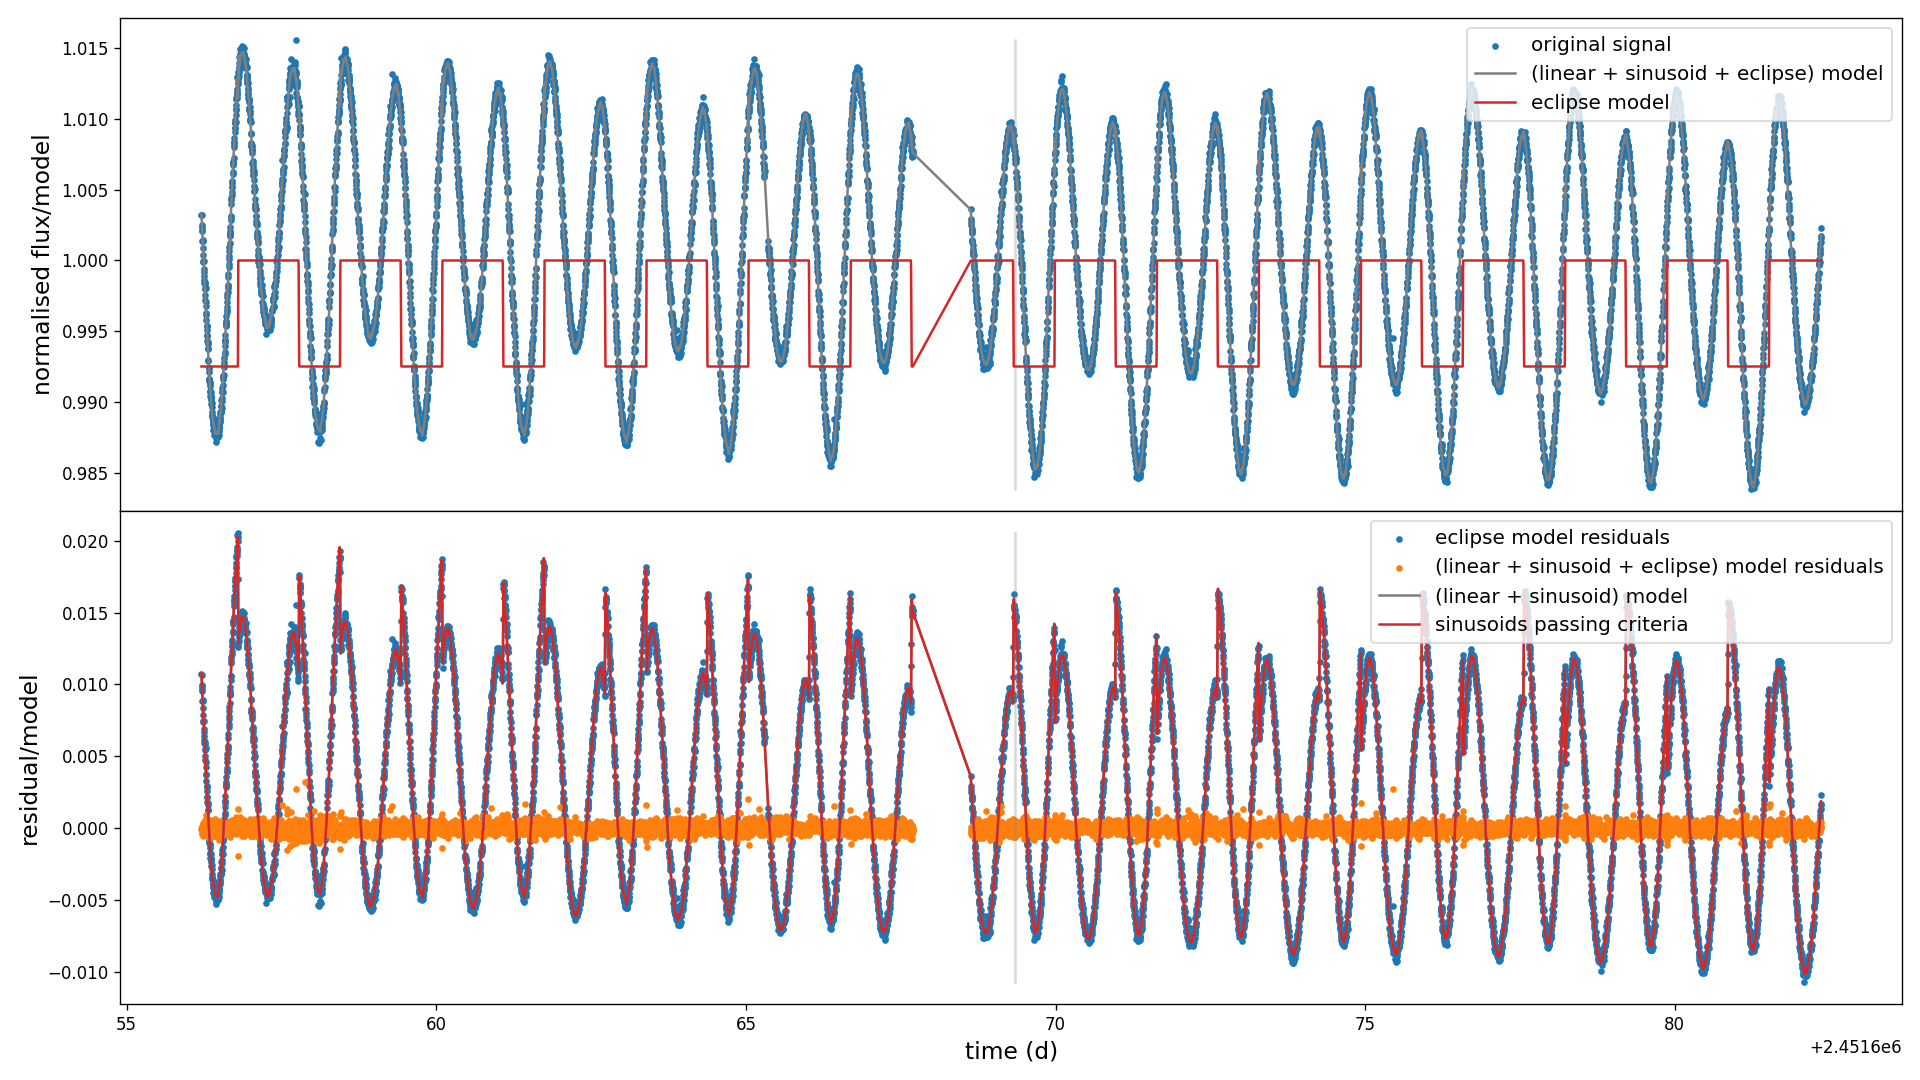 1.015
1.010
1.005
1.000
0.995
0.990
0.985
normalised flux/model
original signal
(linear + sinusoid + eclipse) model
eclipse model
0.020
0.015
0.010
0.005
0.000
−0.005
−0.010
residual/model
eclipse model residuals
(linear + sinusoid + eclipse) model residuals
(linear + sinusoid) model
sinusoids passing criteria
55
60
65
70
75
80
time (d)
+2.4516e6